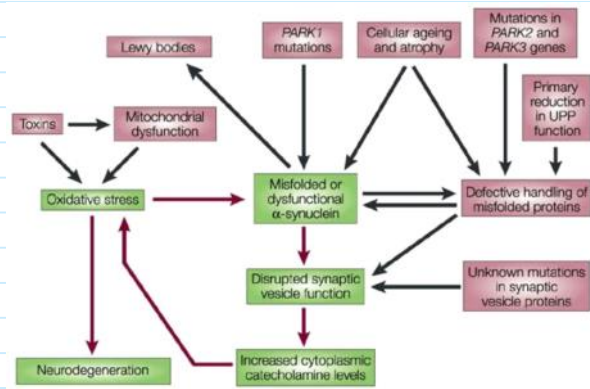 Lewy bodies
PARK1
mutations
Cellular ageing
and atrophy
Mutations in
PARK2 and
PARK3 genes
Primary
reduction
in UPP
function
Toxins
Mitochondrial
dysfunction
Oxidative stress
Misfolded or
dysfunctional
α-synuclein
Defective handling of
misfolded proteins
Disrupted synaptic
vesicle function
Unknown mutations
in synaptic
vesicle proteins
Neurodegeneration
Increased cytoplasmic
catecholamine levels